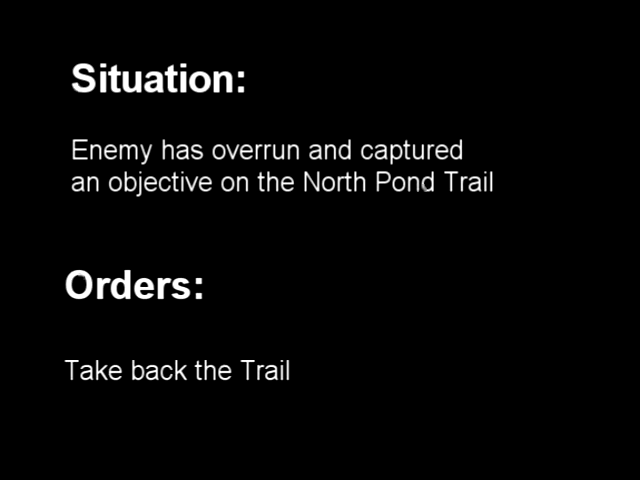 Situation:
Enemy has overrun and captured
an objective on the North Pond Trail
Orders:
Take back the Trail